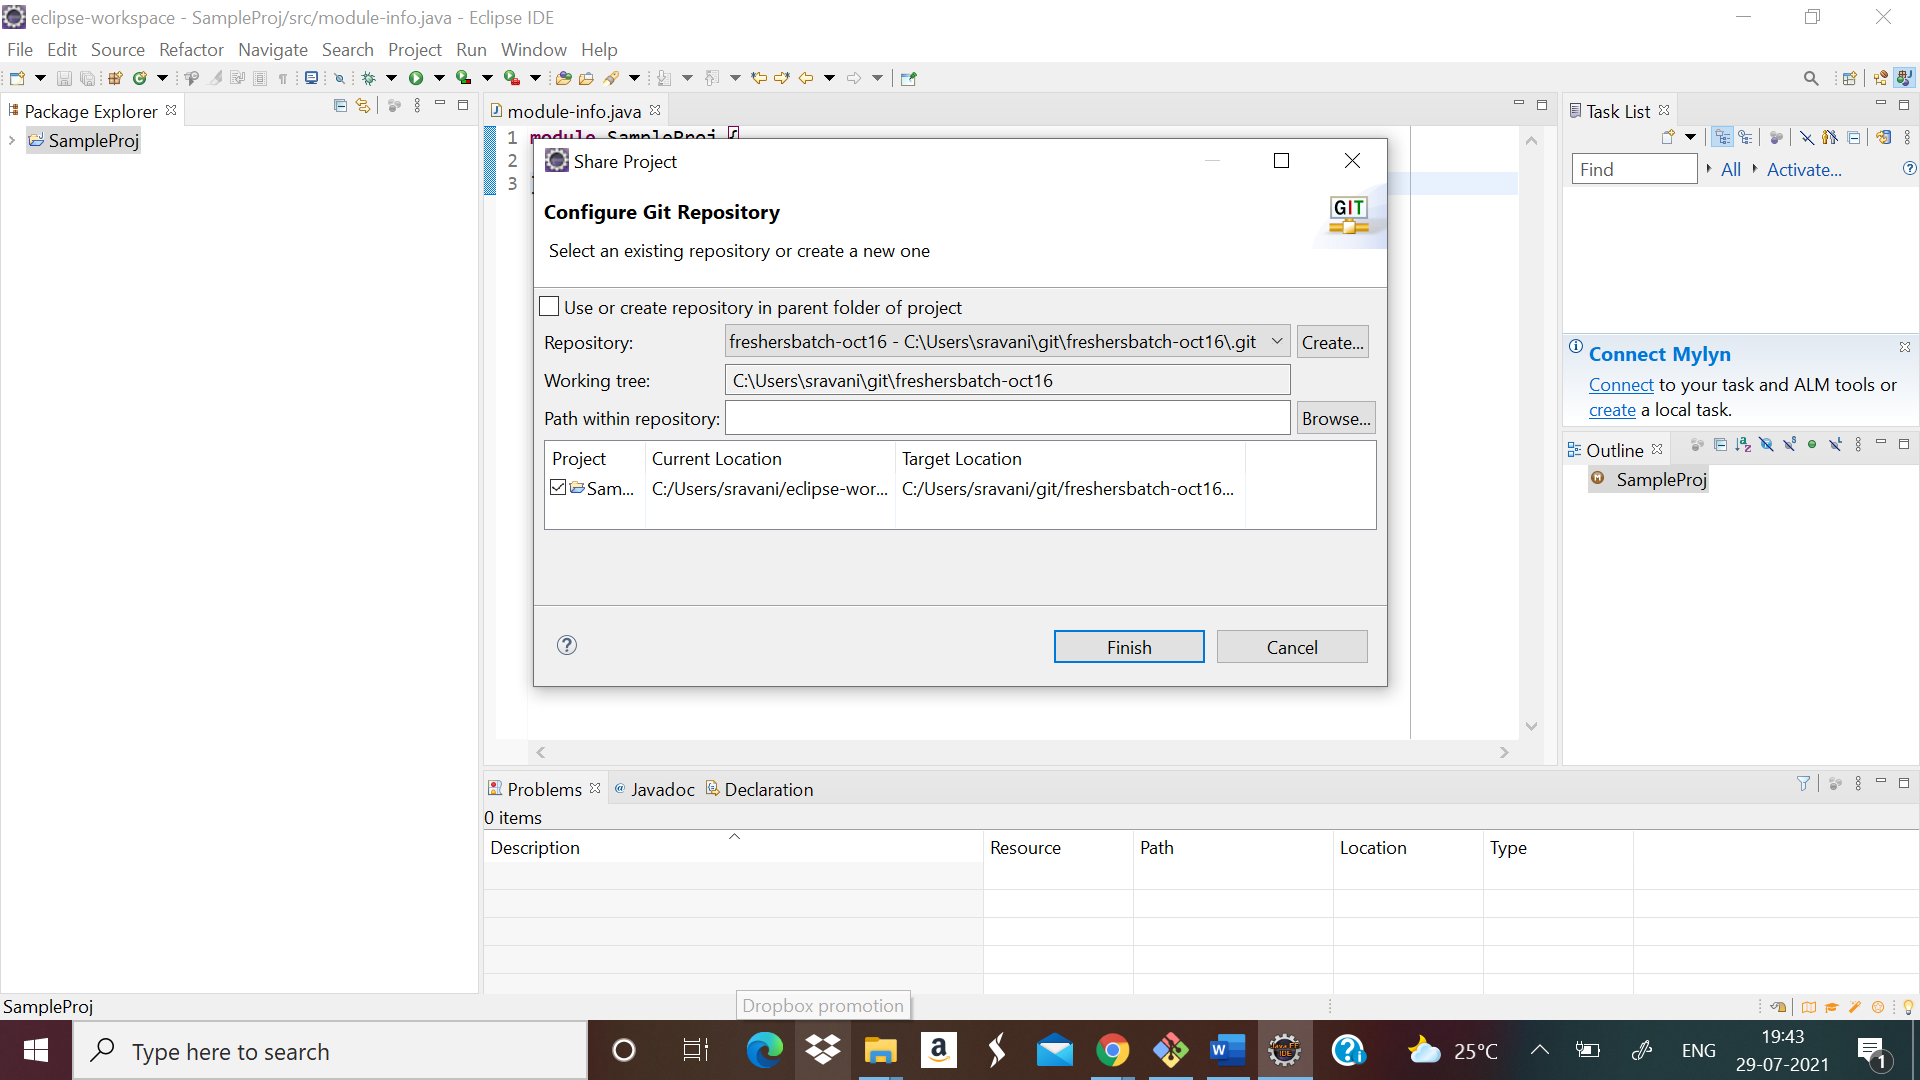 eclipse-workspace - SampleProj/src/module-info.java - Eclipse IDE
File Edit Source Refactor Navigate Search Project Run Window Help
Package Explorer
SampleProj
module-info.java
1 module SampleProj {
2
3
Share Project
Configure Git Repository
GIT
Select an existing repository or create a new one
Use or create repository in parent folder of project
Repository: freshersbatch-oct16 - C:\Users\sravani\git\freshersbatch-oct16\.git Create...
Working tree: C:\Users\sravani\git\freshersbatch-oct16
Path within repository: Browse...
Project Current Location Target Location
Sam... C:/Users/sravani/eclipse-wor... C:/Users/sravani/git/freshersbatch-oct16...
Finish Cancel
Task List
Find All Activate...
Connect Mylyn
Connect to your task and ALM tools or
create a local task.
Outline
SampleProj
Problems @ Javadoc Declaration
0 items
Description Resource Path Location Type
Dropbox promotion
SampleProj
Type here to search
25°C
ENG
19:43
29-07-2021
1